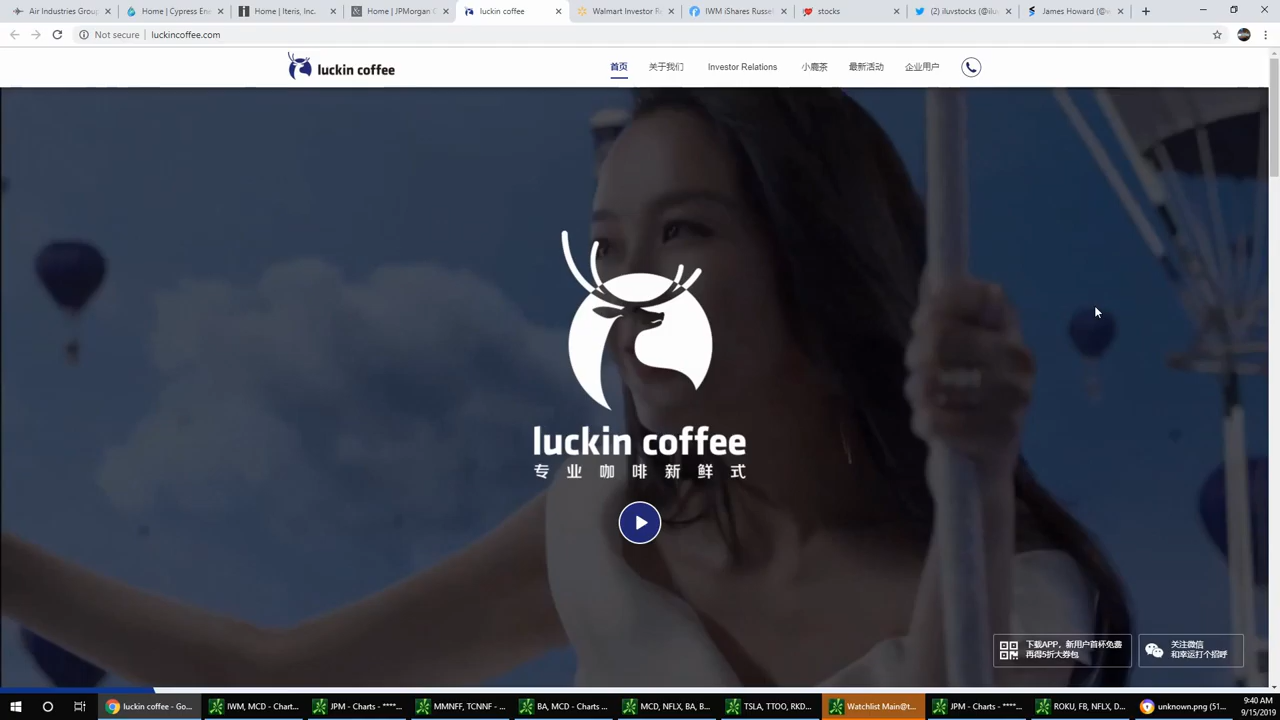 Air Industries Grou
Home | Cypress Ene
Home | Iteris, Inc.
Home | JPMorgan C
luckin coffee
Walmart Investor R
IWM iShares Russel
stocks
(2) iluvstocks (@ilu
James Howard (@w
Not secure | luckincoffee.com
luckin coffee
首页
关于我们
Investor Relations
小鹿茶
最新活动
企业用户
luckin coffee
专业咖啡新鲜式
下载APP，新用户首杯免费
再得5折大券包
关注微信
和幸运打个招呼
luckin coffee - Go...
IWM, MCD - Chart...
JPM - Charts - ****...
MMNFF, TCNNF - ...
BA, MCD - Charts ...
MCD, NFLX, BA, B...
TSLA, TTOO, RKD...
Watchlist Main@t...
JPM - Charts - ****...
ROKU, FB, NFLX, D...
unknown.png (51...
9:40 AM
9/15/2019